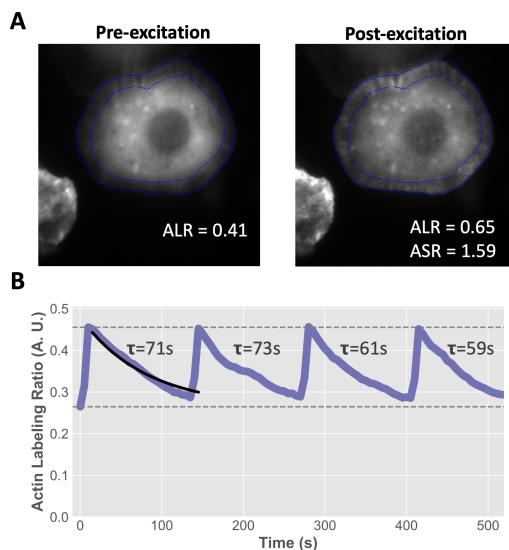 A
Pre-excitation Post-excitation
ALR = 0.41
ALR = 0.65
ASR = 1.59
B
Actin Labeling Ratio (A. U.)
0.5
0.4
0.3
0.2
0.1
0.0
τ=71s τ=73s τ=61s τ=59s
0 100 200 300 400 500
Time (s)